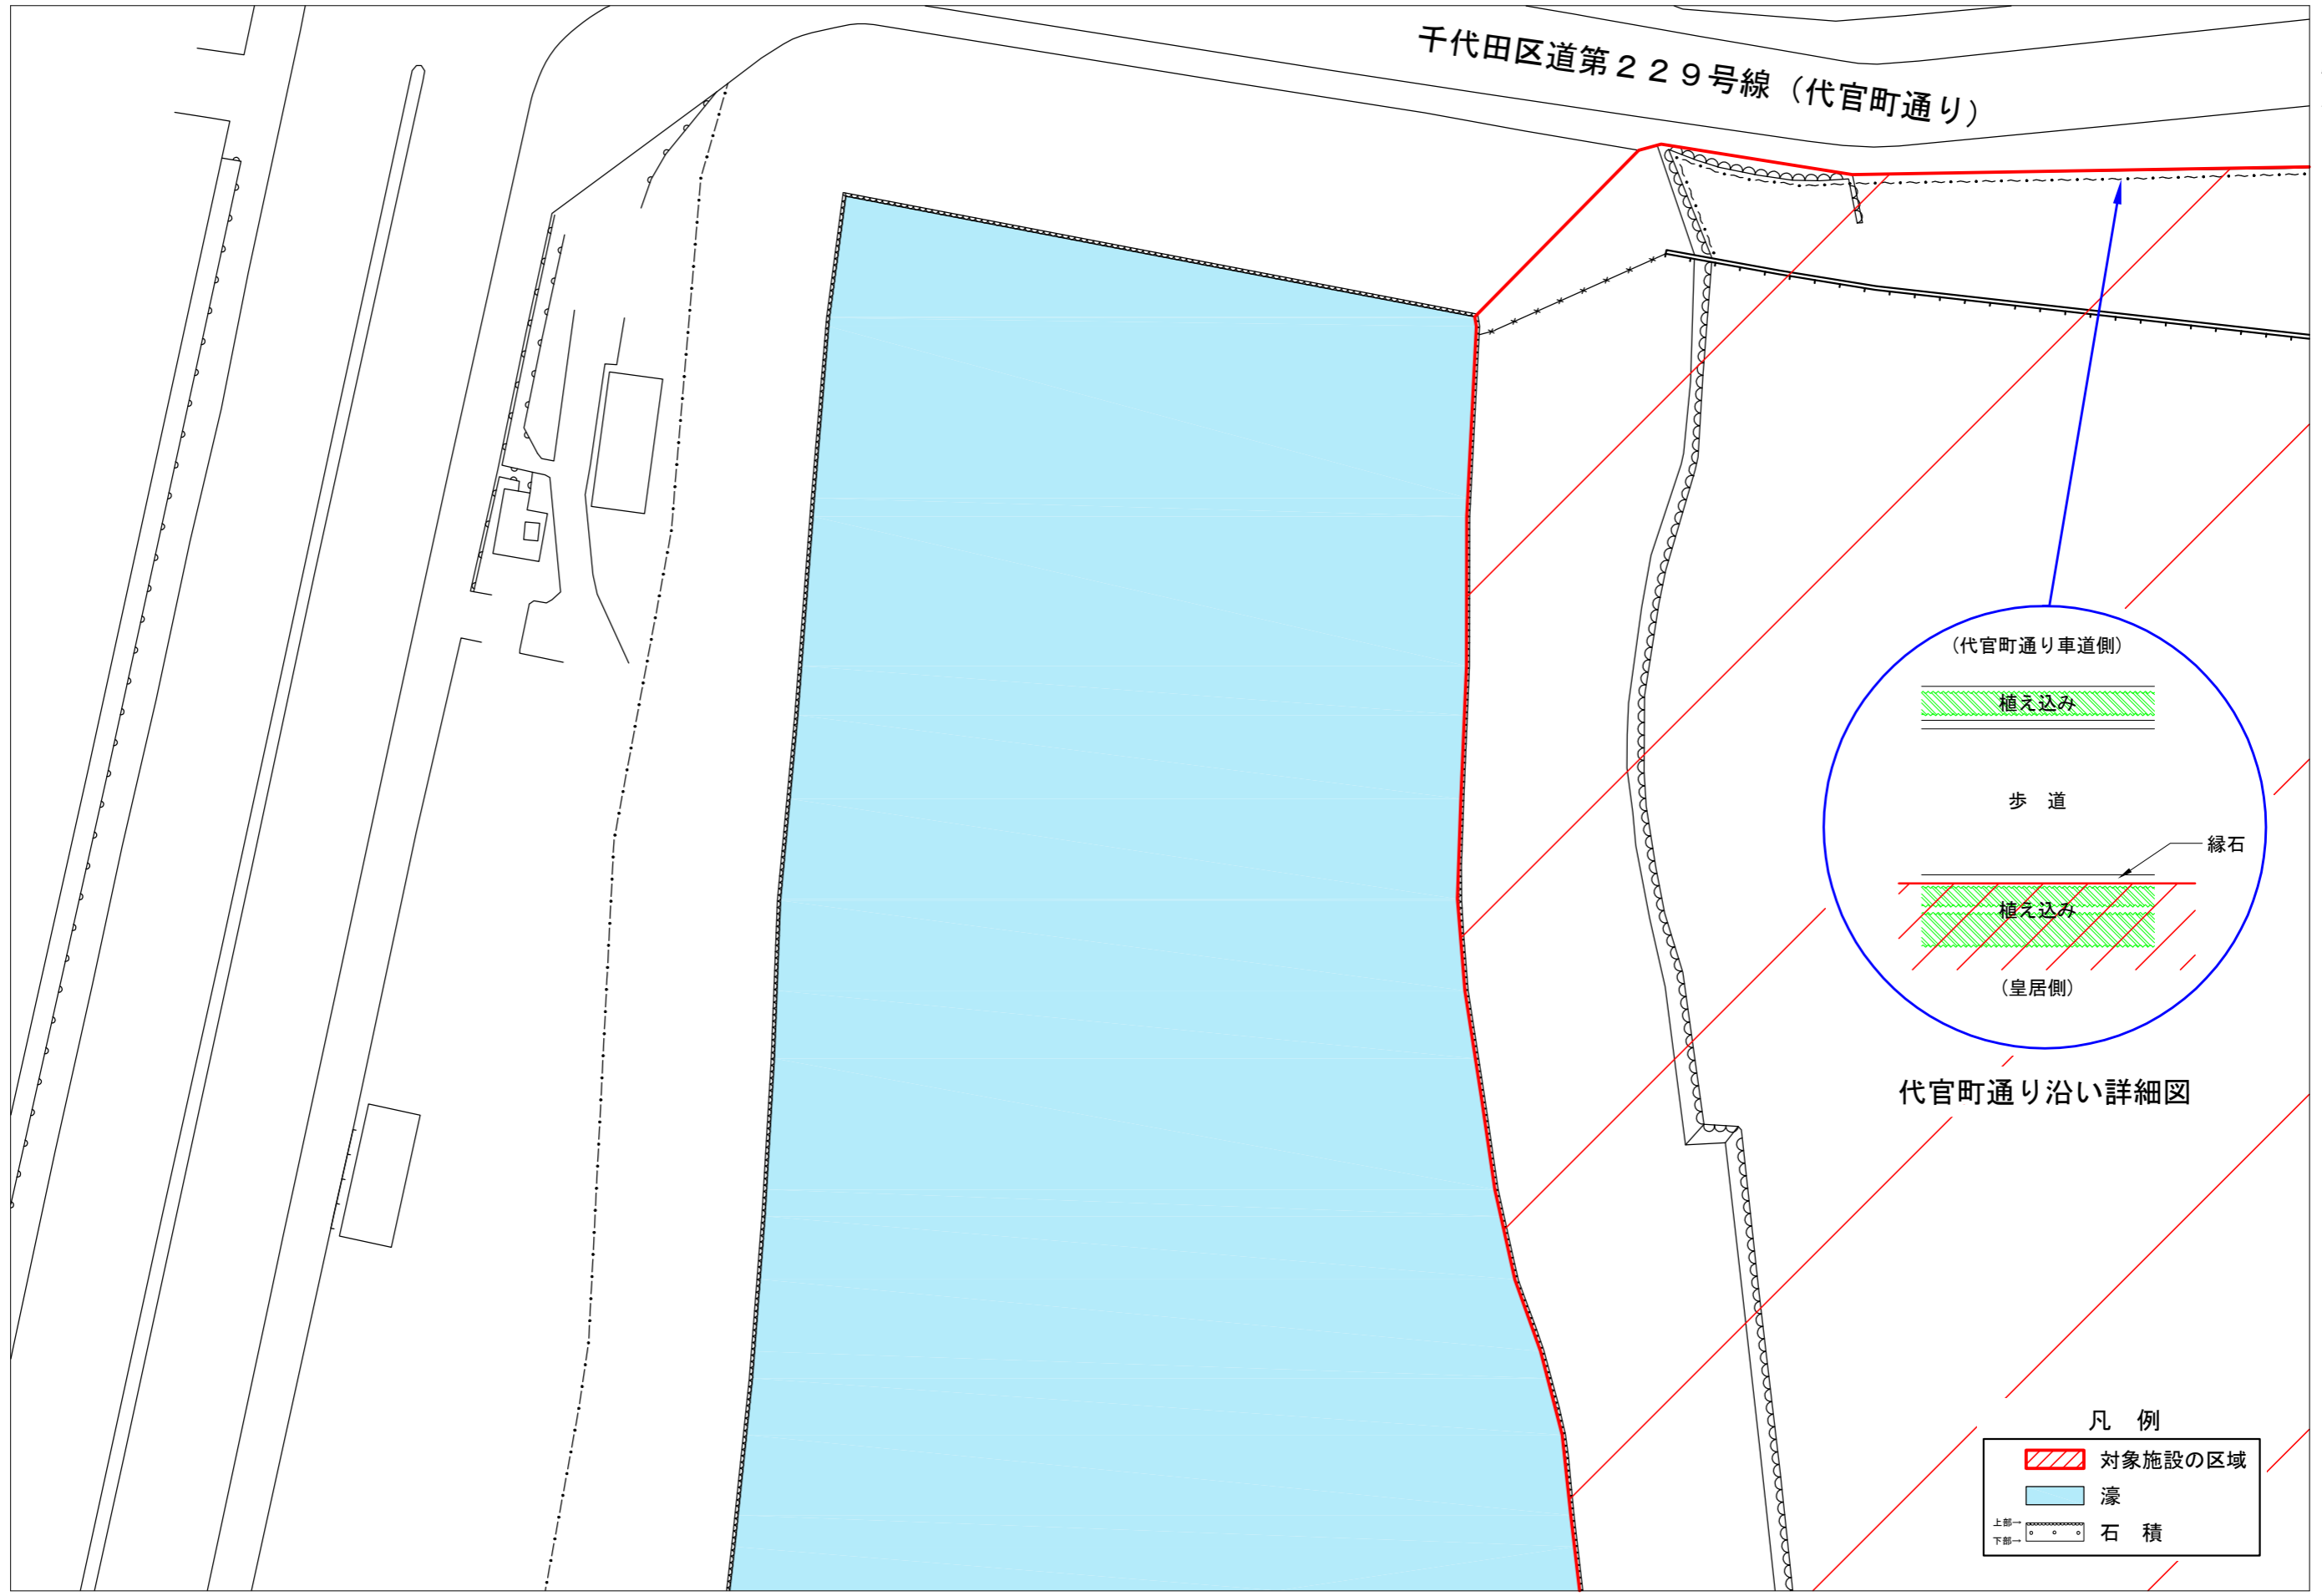 千代田区道第２２９号線（代官町通り）
（代官町通り車道側）
植え込み
歩　道
縁石
植え込み
（皇居側）
代官町通り沿い詳細図
凡　例
対象施設の区域
濠
上部→
下部→
石　積